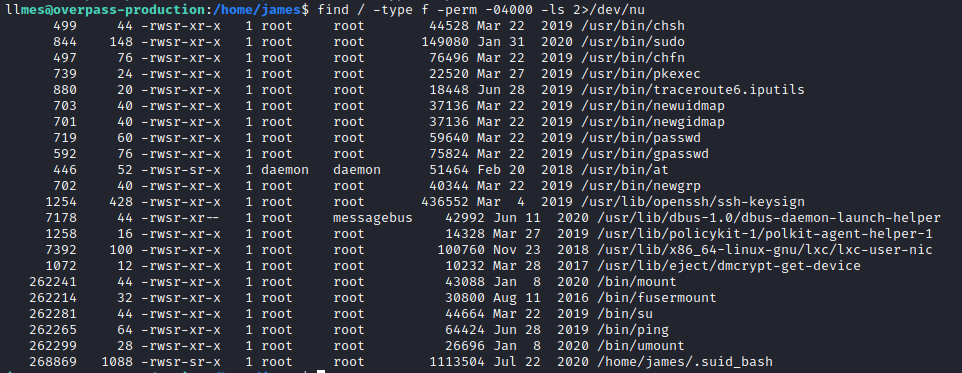 llmes@overpass-production:/home/james$ find / -type f -perm -04000 -ls 2>/dev/nu
499 44 -rwsr-xr-x 1 root root 44528 Mar 22 2019 /usr/bin/chsh
844 148 -rwsr-xr-x 1 root root 149080 Jan 31 2020 /usr/bin/sudo
497 76 -rwsr-xr-x 1 root root 76496 Mar 22 2019 /usr/bin/chfn
739 24 -rwsr-xr-x 1 root root 22520 Mar 27 2019 /usr/bin/pkexec
880 20 -rwsr-xr-x 1 root root 18448 Jun 28 2019 /usr/bin/traceroute6.iputils
703 40 -rwsr-xr-x 1 root root 37136 Mar 22 2019 /usr/bin/newuidmap
701 40 -rwsr-xr-x 1 root root 37136 Mar 22 2019 /usr/bin/newgidmap
719 60 -rwsr-xr-x 1 root root 59640 Mar 22 2019 /usr/bin/passwd
592 76 -rwsr-xr-x 1 root root 75824 Mar 22 2019 /usr/bin/gpasswd
446 52 -rwsr-sr-x 1 daemon daemon 51464 Feb 20 2018 /usr/bin/at
702 40 -rwsr-xr-x 1 root root 40344 Mar 22 2019 /usr/bin/newgrp
1254 428 -rwsr-xr-x 1 root root 436552 Mar 4 2019 /usr/lib/openssh/ssh-keysign
7178 44 -rwsr-xr-- 1 root messagebus 42992 Jun 11 2020 /usr/lib/dbus-1.0/dbus-daemon-launch-helper
1258 16 -rwsr-xr-x 1 root root 14328 Mar 27 2019 /usr/lib/policykit-1/polkit-agent-helper-1
7392 100 -rwsr-xr-x 1 root root 100760 Nov 23 2018 /usr/lib/x86_64-linux-gnu/lxc/lxc-user-nic
1072 12 -rwsr-xr-x 1 root root 10232 Mar 28 2017 /usr/lib/eject/dmcrypt-get-device
262241 44 -rwsr-xr-x 1 root root 43088 Jan 8 2020 /bin/mount
262214 32 -rwsr-xr-x 1 root root 30800 Aug 11 2016 /bin/fusermount
262281 44 -rwsr-xr-x 1 root root 44664 Mar 22 2019 /bin/su
262265 64 -rwsr-xr-x 1 root root 64424 Jun 28 2019 /bin/ping
262299 28 -rwsr-xr-x 1 root root 26696 Jan 8 2020 /bin/umount
268869 1088 -rwsr-sr-x 1 root root 1113504 Jul 22 2020 /home/james/.suid_bash